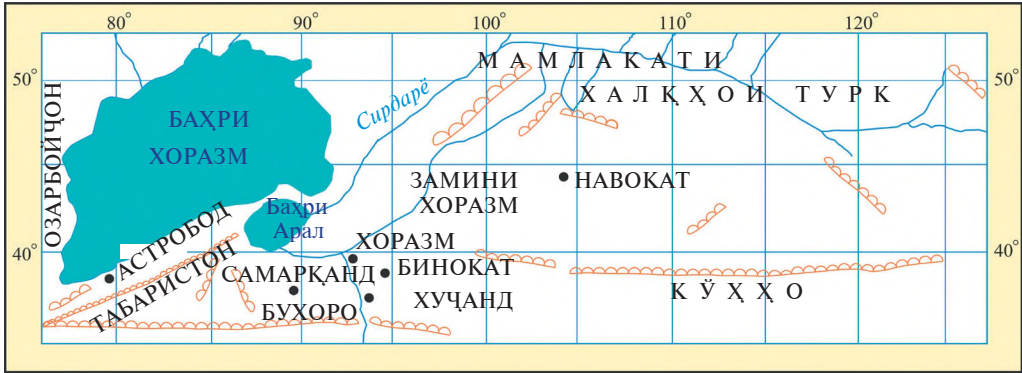 80° 90° 100° 110° 120°
50° 50°
МАМЛАКАТИ
ХАЛҚҲОИ ТУРК
Сирдарё
БАҲРИ
ХОРАЗМ
ОЗАРБОИҶОН
ЗАМИНИ
ХОРАЗМ
НАВОКАТ
Баҳри
Арал
40° 40°
АСТРОБОД
ТАБАРИСТОН
ХОРАЗМ
САМАРҚАНД
БИНОКАТ
БУХОРО
ХУҶАНД
КӮҲҲО